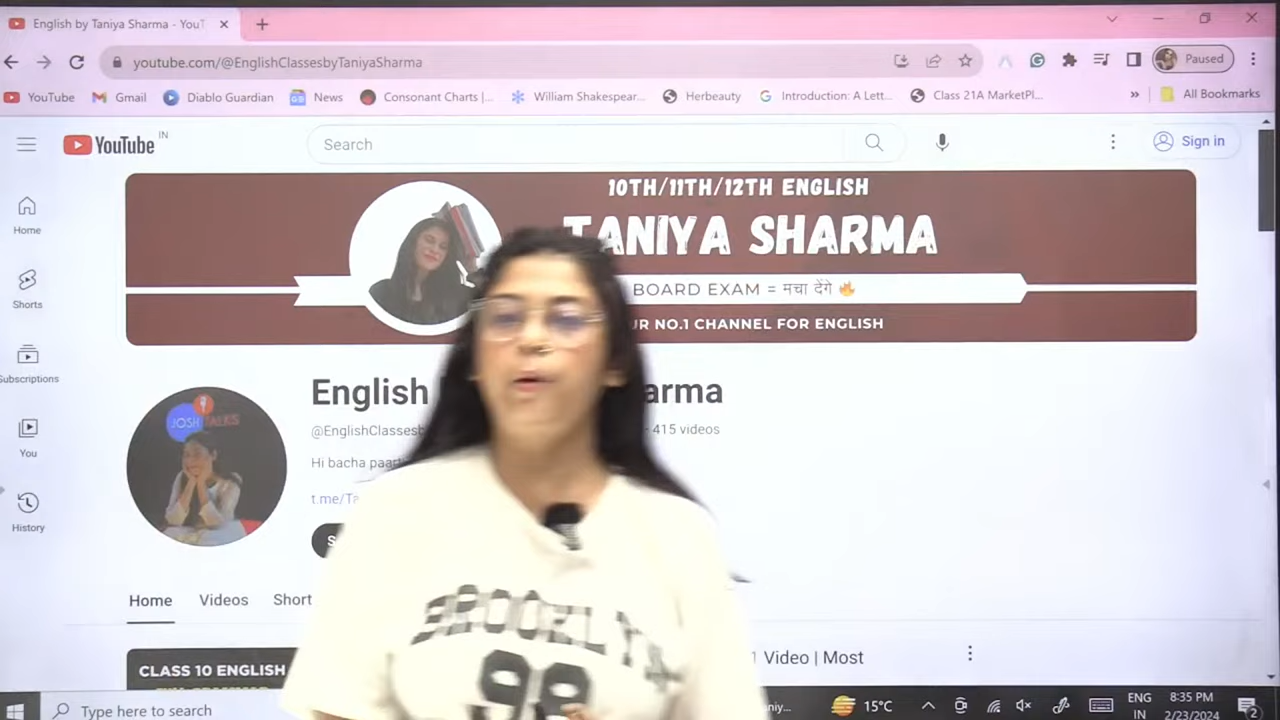 English by Taniya Sharma - YouT
youtube.com/@EnglishClassesbyTaniyaSharma
Paused
YouTube
Gmail
Diablo Guardian
News
Consonant Charts |...
William Shakespear...
Herbeauty
Introduction: A Lett...
Class 21A MarketPl...
»
All Bookmarks
YouTube IN
Search
Sign in
10TH/11TH/12TH ENGLISH
TANIYA SHARMA
BOARD EXAM = मचा देंगे 🔥
NO.1 CHANNEL FOR ENGLISH
Home
Shorts
Subscriptions
You
History
JOSH TALKS
English
@EnglishClassesb
415 videos
Hi bacha
t.me/Ta
Home
Videos
Short
CLASS 10 ENGLISH
1 Video | Most
BROOKLYN
98
Type here to search
15°C
ENG
IN
8:35 PM
2/23/2024
2